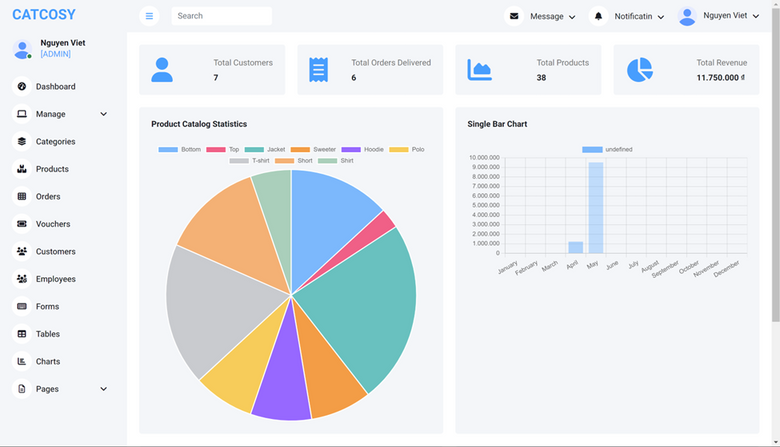 CATCOSY
Search
Message
Notificatin
Nguyen Viet
Nguyen Viet
[ADMIN]
Dashboard
Manage
Categories
Products
Orders
Vouchers
Customers
Employees
Forms
Tables
Charts
Pages
Total Customers
7
Total Orders Delivered
6
Total Products
38
Total Revenue
11.750.000 ₫
Product Catalog Statistics
Bottom Top Jacket Sweeter Hoodie Polo
T-shirt Short Shirt
Single Bar Chart
undefined
10.000.000
9.000.000
8.000.000
7.000.000
6.000.000
5.000.000
4.000.000
3.000.000
2.000.000
1.000.000
0
January February March April May June July August September October November December